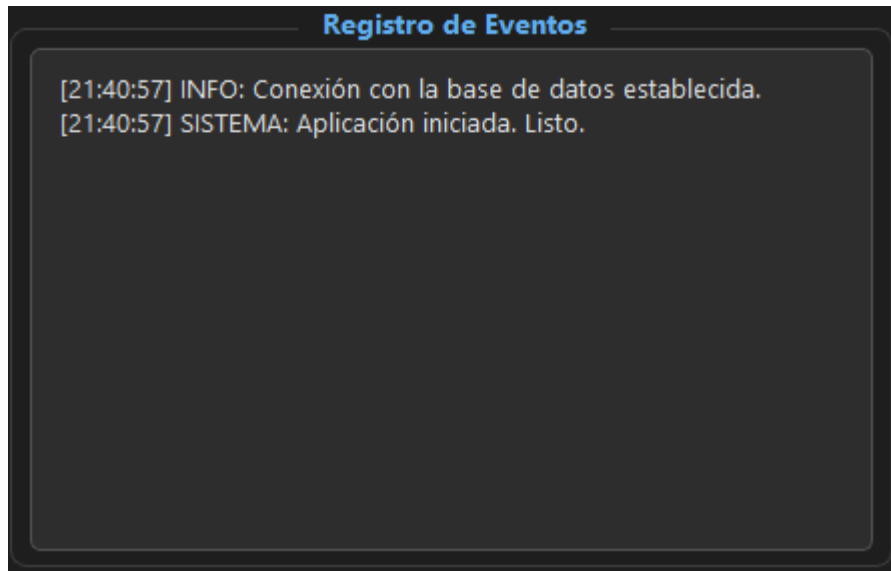 Registro de Eventos
[21:40:57] INFO: Conexión con la base de datos establecida.
[21:40:57] SISTEMA: Aplicación iniciada. Listo.